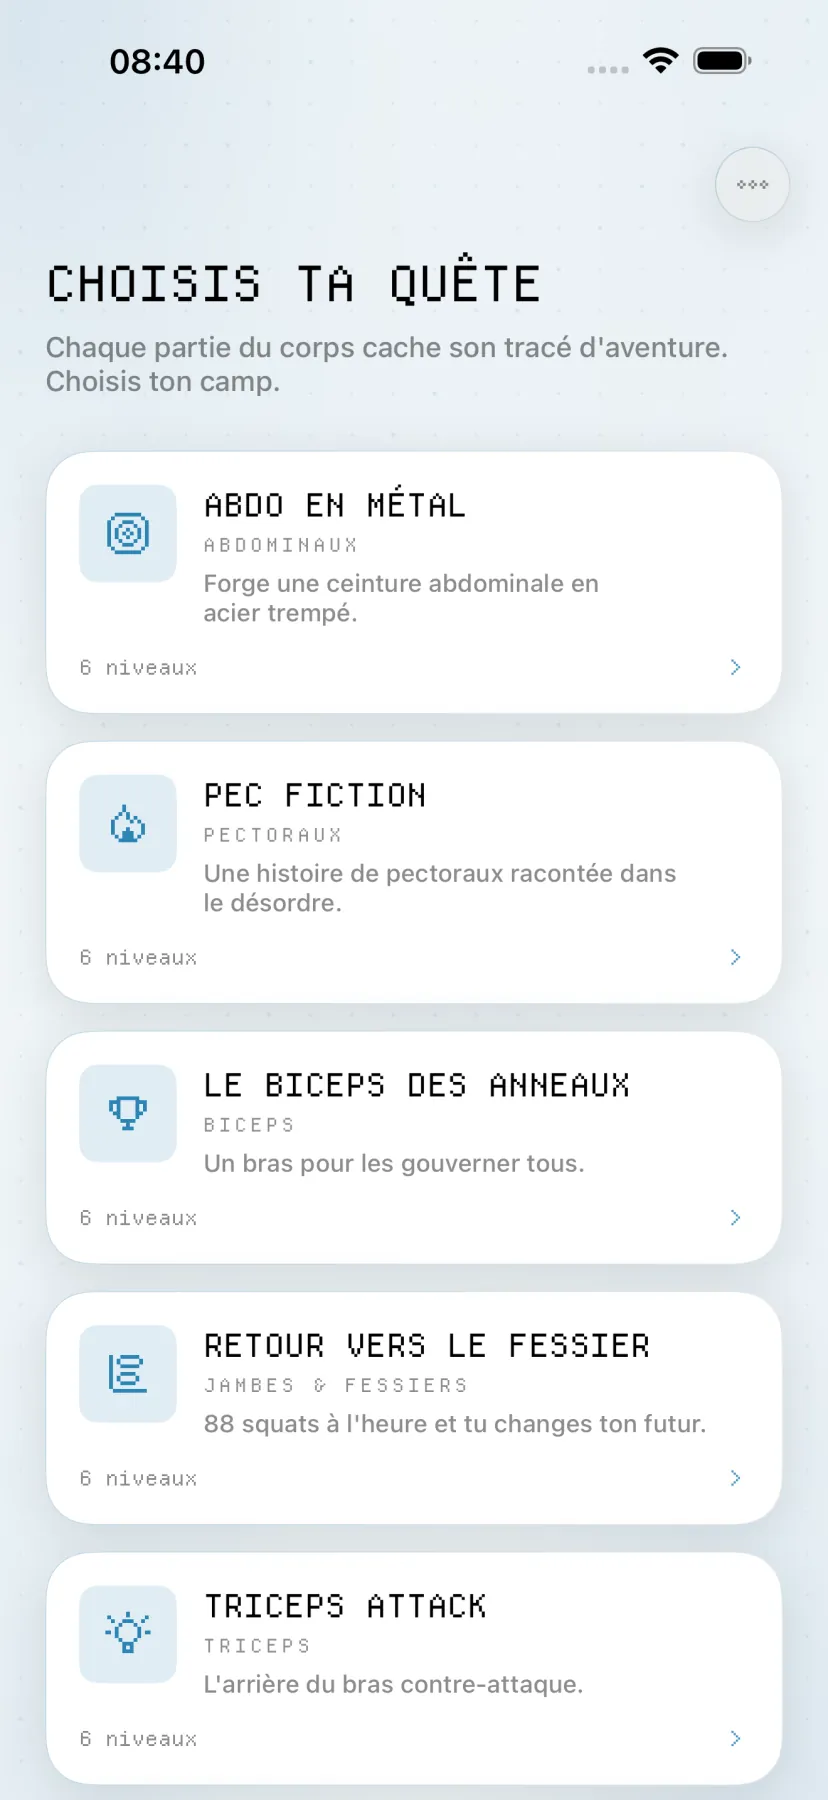 08:40
CHOISIS TA QUÊTE
Chaque partie du corps cache son tracé d'aventure.
Choisis ton camp.
ABDO EN MÉTAL
ABDOMINAUX
Forge une ceinture abdominale en
acier trempé.
6 niveaux
PEC FICTION
PECTORAUX
Une histoire de pectoraux racontée dans
le désordre.
6 niveaux
LE BICEPS DES ANNEAUX
BICEPS
Un bras pour les gouverner tous.
6 niveaux
RETOUR VERS LE FESSIER
JAMBES & FESSIERS
88 squats à l'heure et tu changes ton futur.
6 niveaux
TRICEPS ATTACK
TRICEPS
L'arrière du bras contre-attaque.
6 niveaux